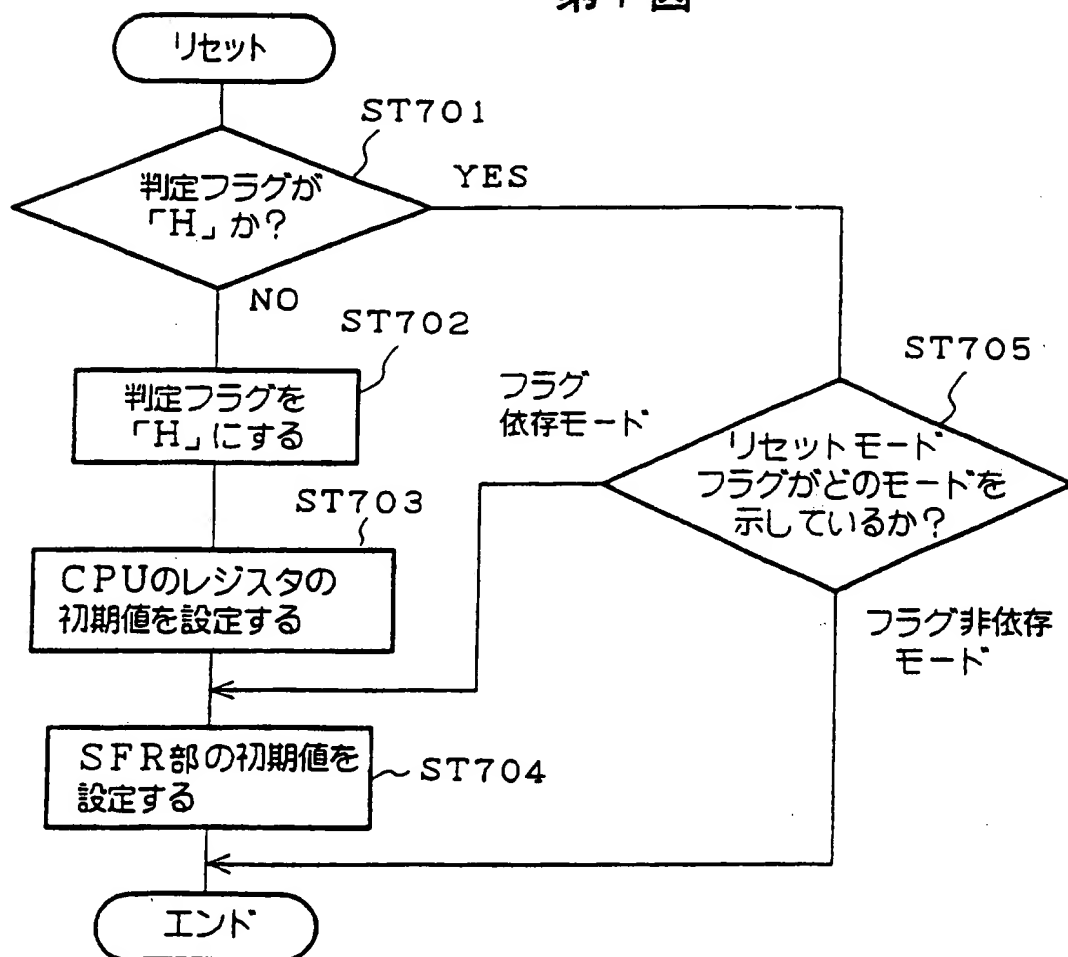 第7図
リセット
ST701
判定フラグが
「H」か?
YES
NO
ST702
判定フラグを
「H」にする
ST703
CPUのレジスタの
初期値を設定する
SFR部の初期値を
設定する
ST704
エンド
フラグ
依存モード
ST705
リセットモード
フラグがどのモードを
示しているか?
フラグ非依存
モード